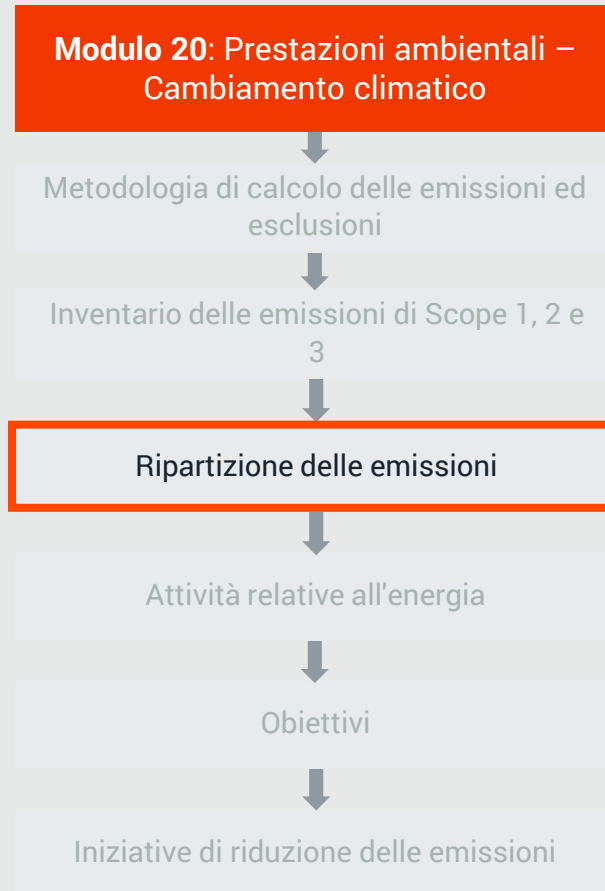 Modulo 20: Prestazioni ambientali –
Cambiamento climatico
Metodologia di calcolo delle emissioni ed
esclusioni
Inventario delle emissioni di Scope 1, 2 e
3
Ripartizione delle emissioni
Attività relative all'energia
Obiettivi
Iniziative di riduzione delle emissioni